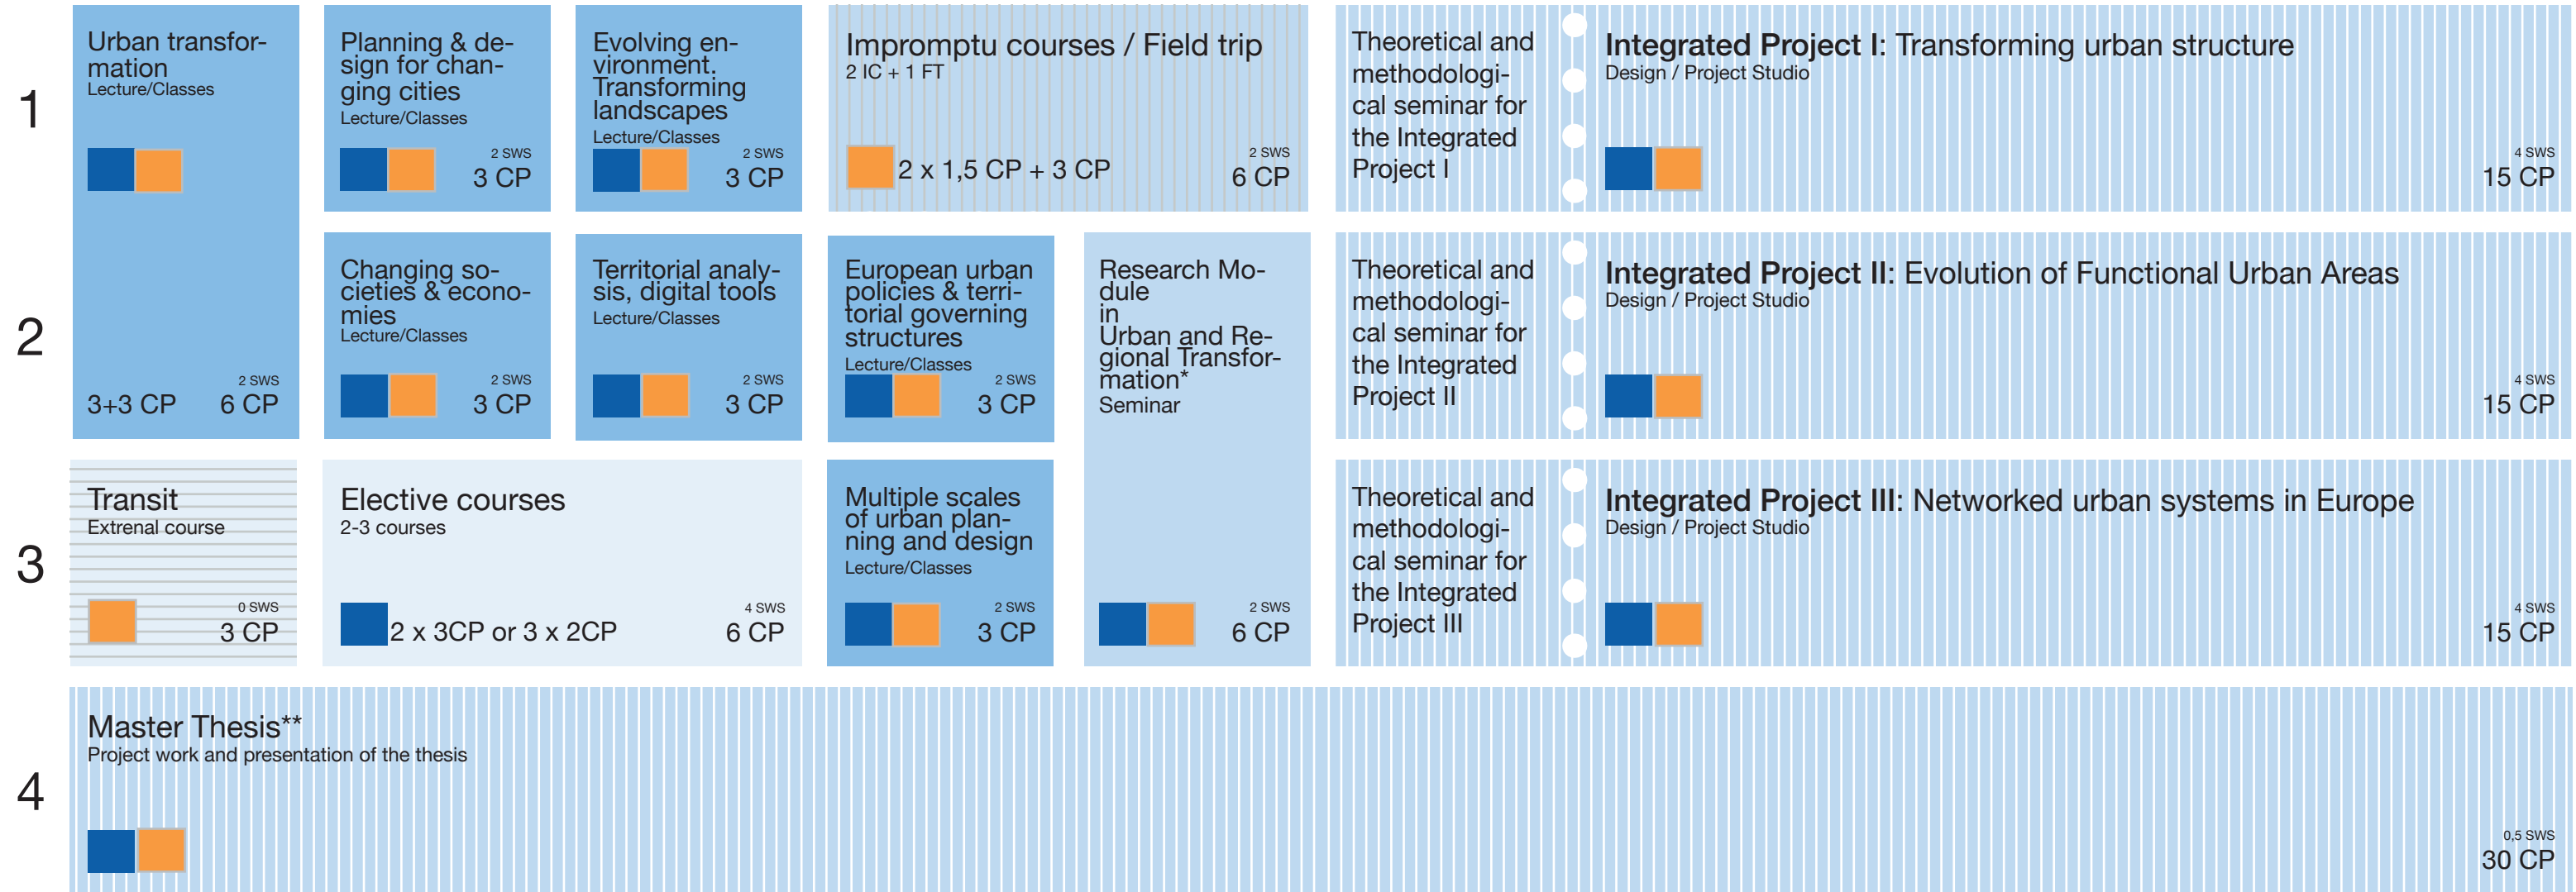 1
Urban transfor-
mation
Lecture/Classes
3+3 CP
2 SWS
6 CP
Planning & de-
sign for chan-
ging cities
Lecture/Classes
2 SWS
3 CP
Evolving en-
vironment.
Transforming
landscapes
Lecture/Classes
2 SWS
3 CP
Impromptu courses / Field trip
2 IC + 1 FT
2 x 1,5 CP + 3 CP
2 SWS
6 CP
Theoretical and
methodologi-
cal seminar for
the Integrated
Project I
Integrated Project I: Transforming urban structure
Design / Project Studio
4 SWS
15 CP
2
Changing so-
cieties & econo-
mies
Lecture/Classes
2 SWS
3 CP
Territorial analy-
sis, digital tools
Lecture/Classes
2 SWS
3 CP
European urban
policies & terri-
torial governing
structures
Lecture/Classes
2 SWS
3 CP
Research Mo-
dule
in
Urban and Re-
gional Transfor-
mation*
Seminar
2 SWS
6 CP
Theoretical and
methodologi-
cal seminar for
the Integrated
Project II
Integrated Project II: Evolution of Functional Urban Areas
Design / Project Studio
4 SWS
15 CP
3
Transit
Extrenal course
0 SWS
3 CP
Elective courses
2-3 courses
2 x 3CP or 3 x 2CP
4 SWS
6 CP
Multiple scales
of urban plan-
ning and design
Lecture/Classes
2 SWS
3 CP
Theoretical and
methodologi-
cal seminar for
the Integrated
Project III
Integrated Project III: Networked urban systems in Europe
Design / Project Studio
4 SWS
15 CP
4
Master Thesis**
Project work and presentation of the thesis
0,5 SWS
30 CP